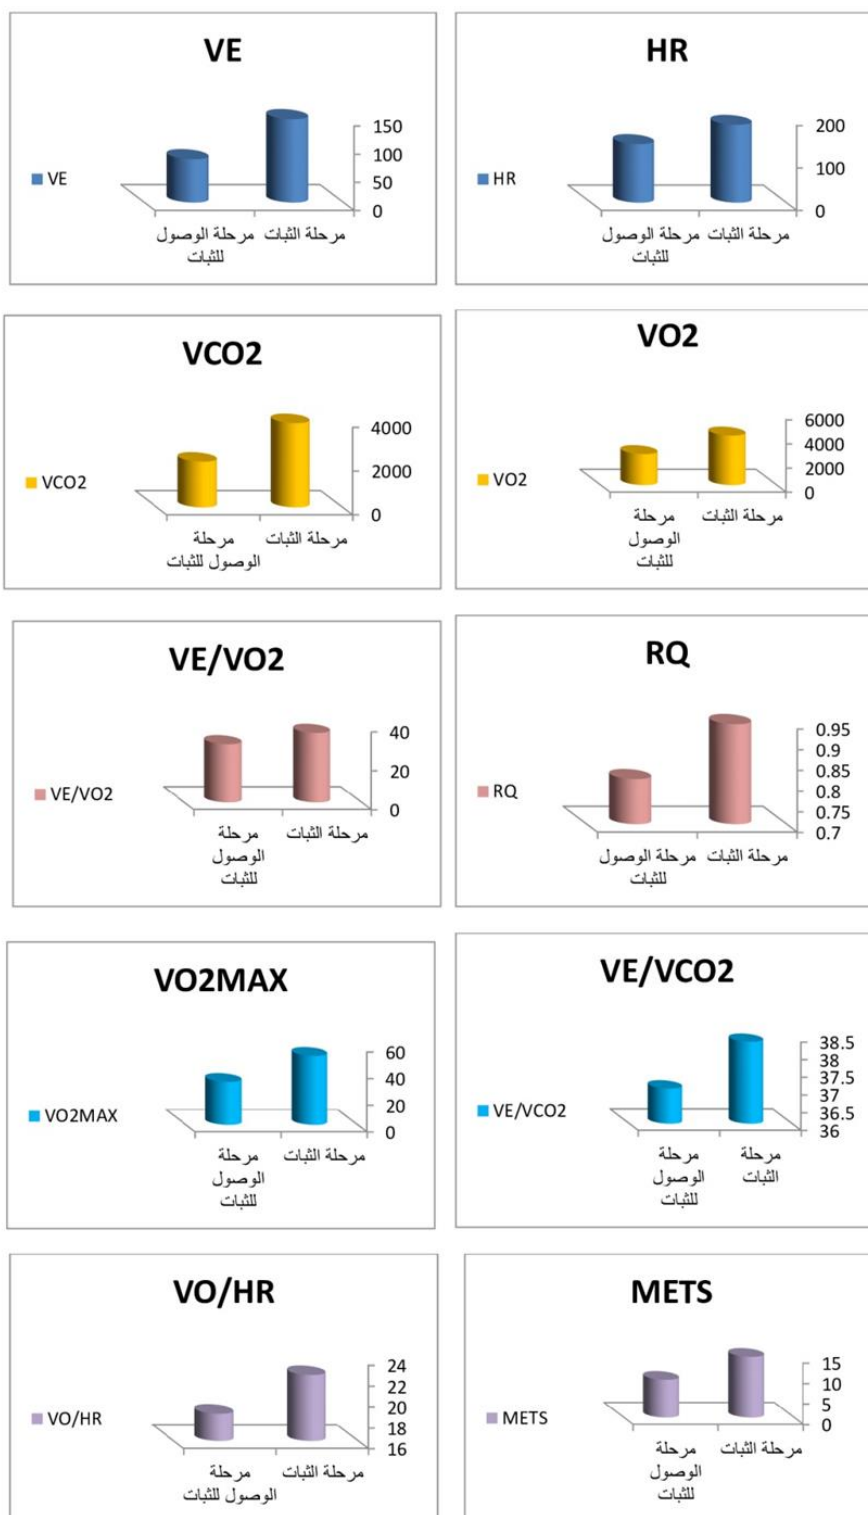 VE
150
100
50
0
VE
مرحلة الثبات
مرحلة الوصول
للثبات
HR
200
100
0
HR
مرحلة الثبات
مرحلة الوصول
للثبات
VCO2
4000
2000
0
VCO2
مرحلة الثبات
مرحلة
الوصول للثبات
VO2
6000
4000
2000
0
VO2
مرحلة الثبات
مرحلة
الوصول
للثبات
VE/VO2
40
20
0
VE/VO2
مرحلة الثبات
مرحلة
الوصول
للثبات
RQ
0.95
0.9
0.85
0.8
0.75
0.7
RQ
مرحلة الثبات
مرحلة الوصول
للثبات
VO2MAX
60
40
20
0
VO2MAX
مرحلة الثبات
مرحلة
الوصول
للثبات
VE/VCO2
38.5
38
37.5
37
36.5
36
VE/VCO2
مرحلة
الثبات
مرحلة
الوصول
للثبات
VO/HR
24
22
20
18
16
VO/HR
مرحلة الثبات
مرحلة
الوصول للثبات
METS
15
10
5
0
METS
مرحلة الثبات
مرحلة
الوصول
للثبات